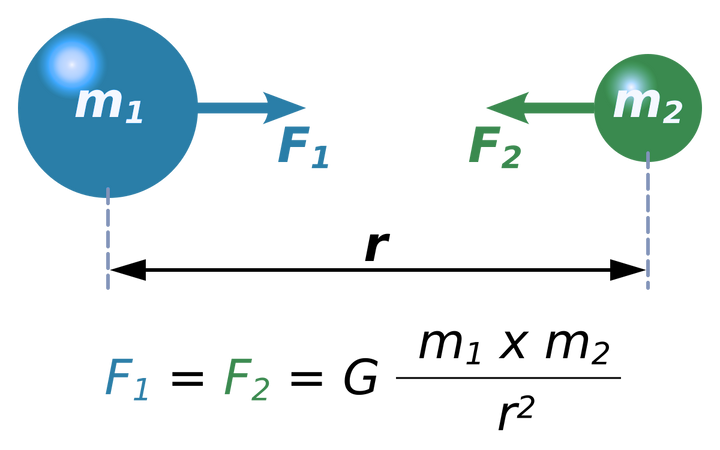 m₁ m₂
F₁ F₂
r
F₁ = F₂ = G m₁ x m₂
r²